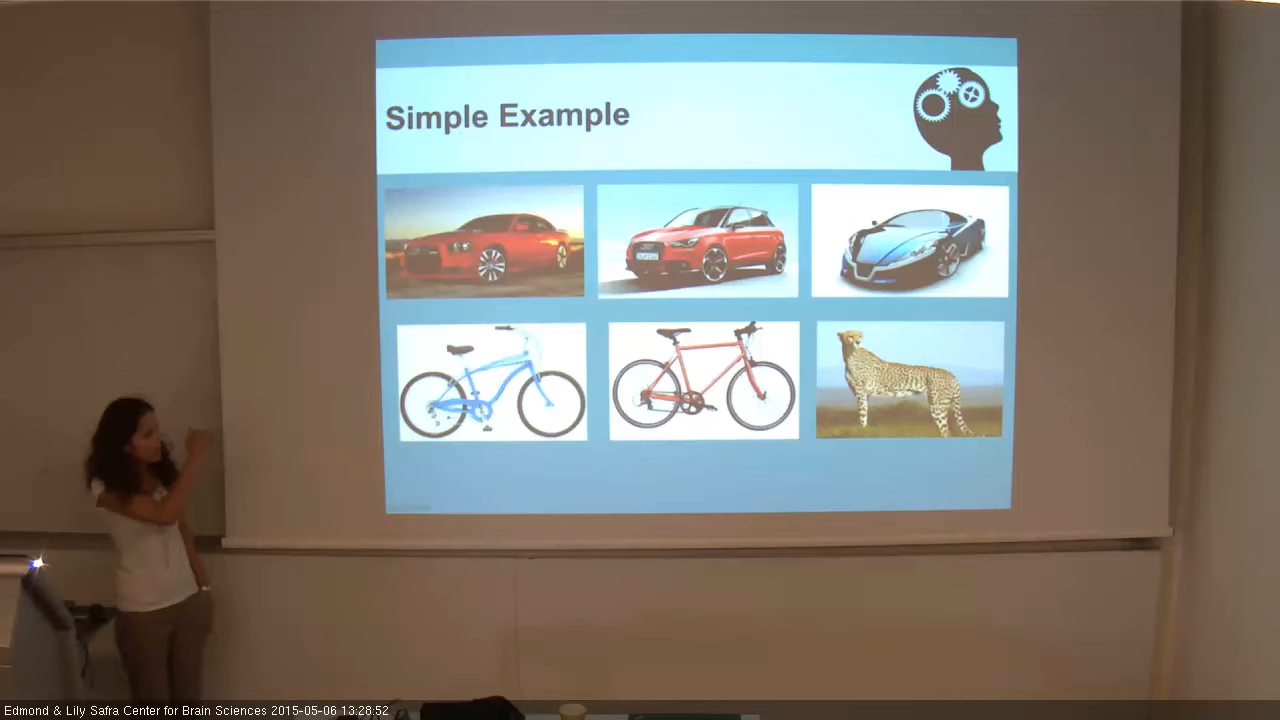 Simple Example
Edmond & Lily Safra Center for Brain Sciences 2015-05-06 13:28:52